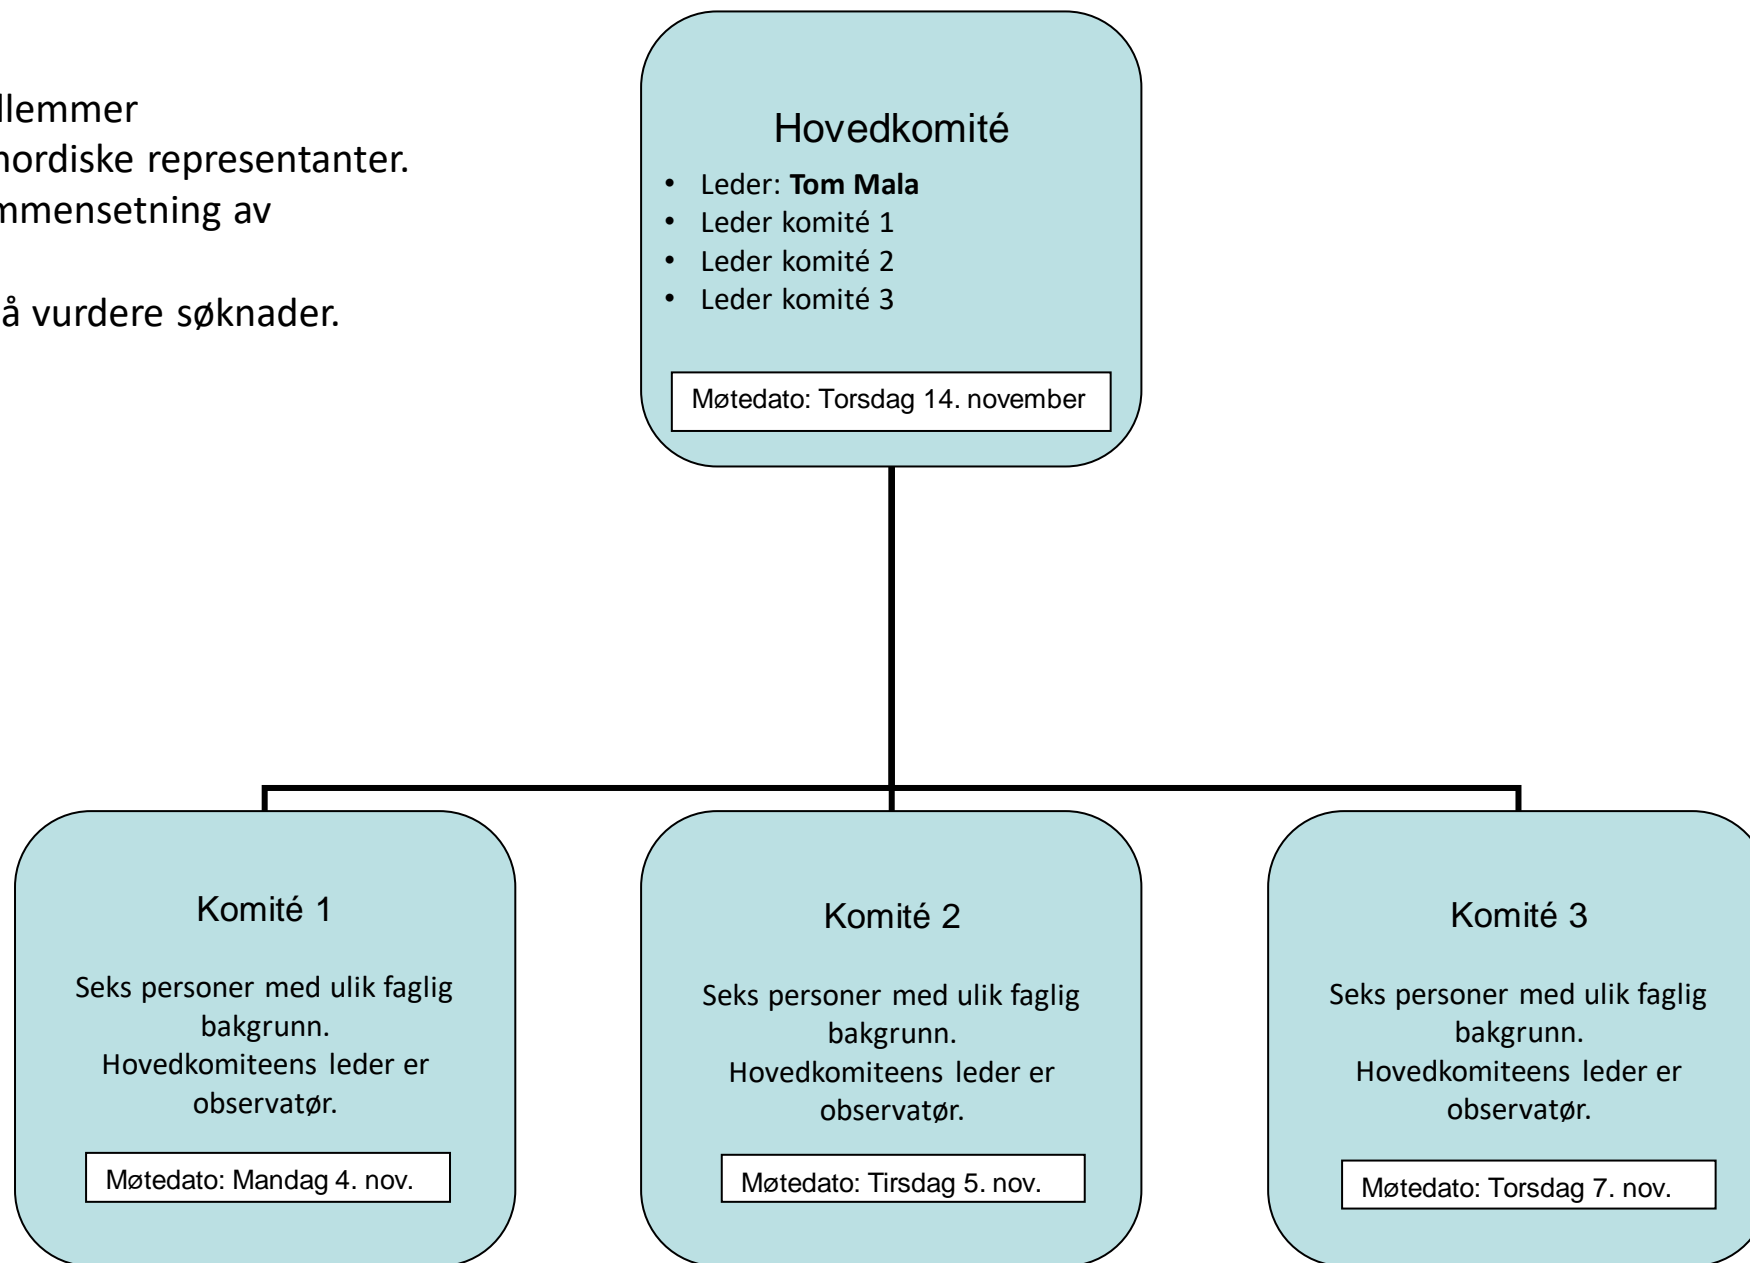 llemmer
nordiske representanter.
mmensetning av
å vurdere søknader.
Hovedkomité
• Leder: Tom Mala
• Leder komité 1
• Leder komité 2
• Leder komité 3
Møtedato: Torsdag 14. november
Komité 1
Seks personer med ulik faglig
bakgrunn.
Hovedkomiteens leder er
observatør.
Møtedato: Mandag 4. nov.
Komité 2
Seks personer med ulik faglig
bakgrunn.
Hovedkomiteens leder er
observatør.
Møtedato: Tirsdag 5. nov.
Komité 3
Seks personer med ulik faglig
bakgrunn.
Hovedkomiteens leder er
observatør.
Møtedato: Torsdag 7. nov.